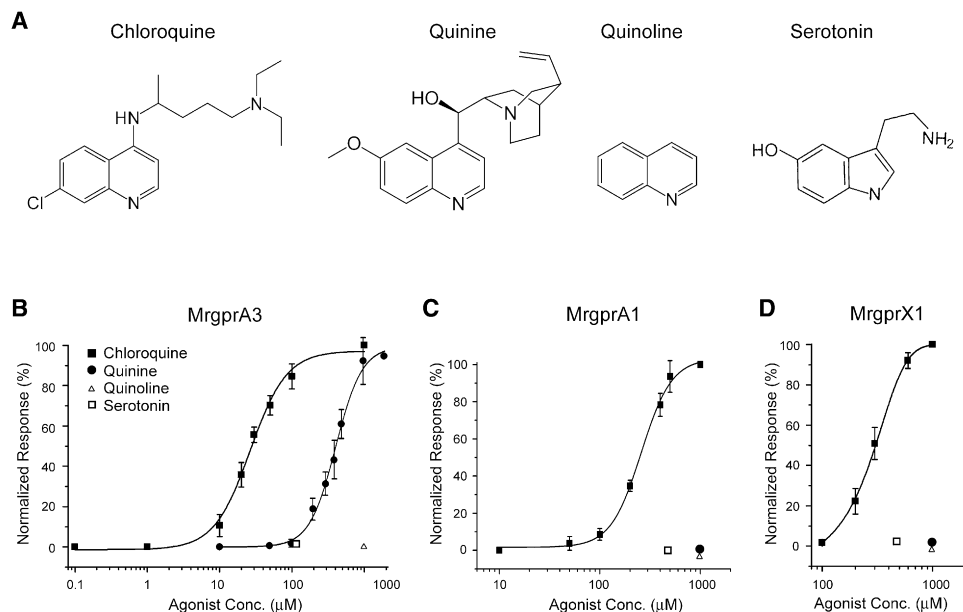 A
Chloroquine
Quinine
Quinoline
Serotonin
HN
N
Cl
N
HO
N
O
N
N
HO
NH2
N
B
MrgprA3
Normalized Response (%)
100
80
60
40
20
0
Chloroquine
Quinine
Quinoline
Serotonin
0.1 1 10 100 1000
Agonist Conc. (μM)
C
MrgprA1
Normalized Response (%)
100
80
60
40
20
0
10 100 1000
Agonist Conc. (μM)
D
MrgprX1
Normalized Response (%)
100
80
60
40
20
0
100 1000
Agonist Conc. (μM)